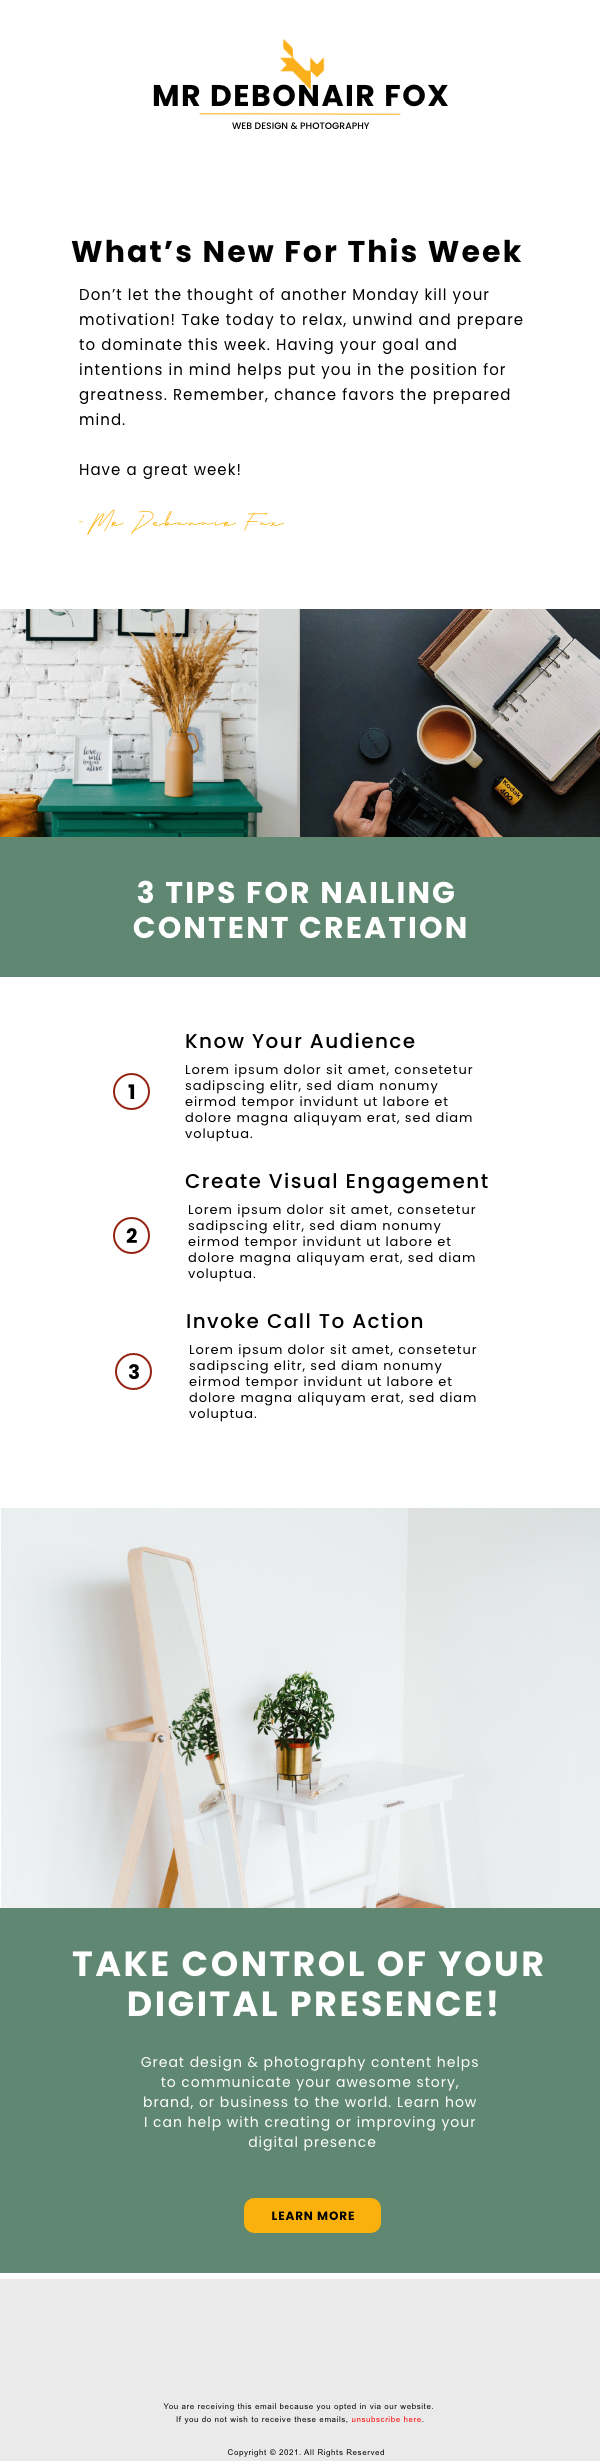 MR DEBONAIR FOX
WEB DESIGN & PHOTOGRAPHY
What’s New For This Week
Don’t let the thought of another Monday kill your
motivation! Take today to relax, unwind and prepare
to dominate this week. Having your goal and
intentions in mind helps put you in the position for
greatness. Remember, chance favors the prepared
mind.
Have a great week!
- Mr Debonair Fox
love
will
keep us
alive
Kodak
400
3 TIPS FOR NAILING
CONTENT CREATION
Know Your Audience
1
Lorem ipsum dolor sit amet, consetetur
sadipscing elitr, sed diam nonumy
eirmod tempor invidunt ut labore et
dolore magna aliquyam erat, sed diam
voluptua.
Create Visual Engagement
2
Lorem ipsum dolor sit amet, consetetur
sadipscing elitr, sed diam nonumy
eirmod tempor invidunt ut labore et
dolore magna aliquyam erat, sed diam
voluptua.
Invoke Call To Action
3
Lorem ipsum dolor sit amet, consetetur
sadipscing elitr, sed diam nonumy
eirmod tempor invidunt ut labore et
dolore magna aliquyam erat, sed diam
voluptua.
TAKE CONTROL OF YOUR
DIGITAL PRESENCE!
Great design & photography content helps
to communicate your awesome story,
brand, or business to the world. Learn how
I can help with creating or improving your
digital presence
LEARN MORE
You are receiving this email because you opted in via our website.
If you do not wish to receive these emails, unsubscribe here.
Copyright © 2021. All Rights Reserved